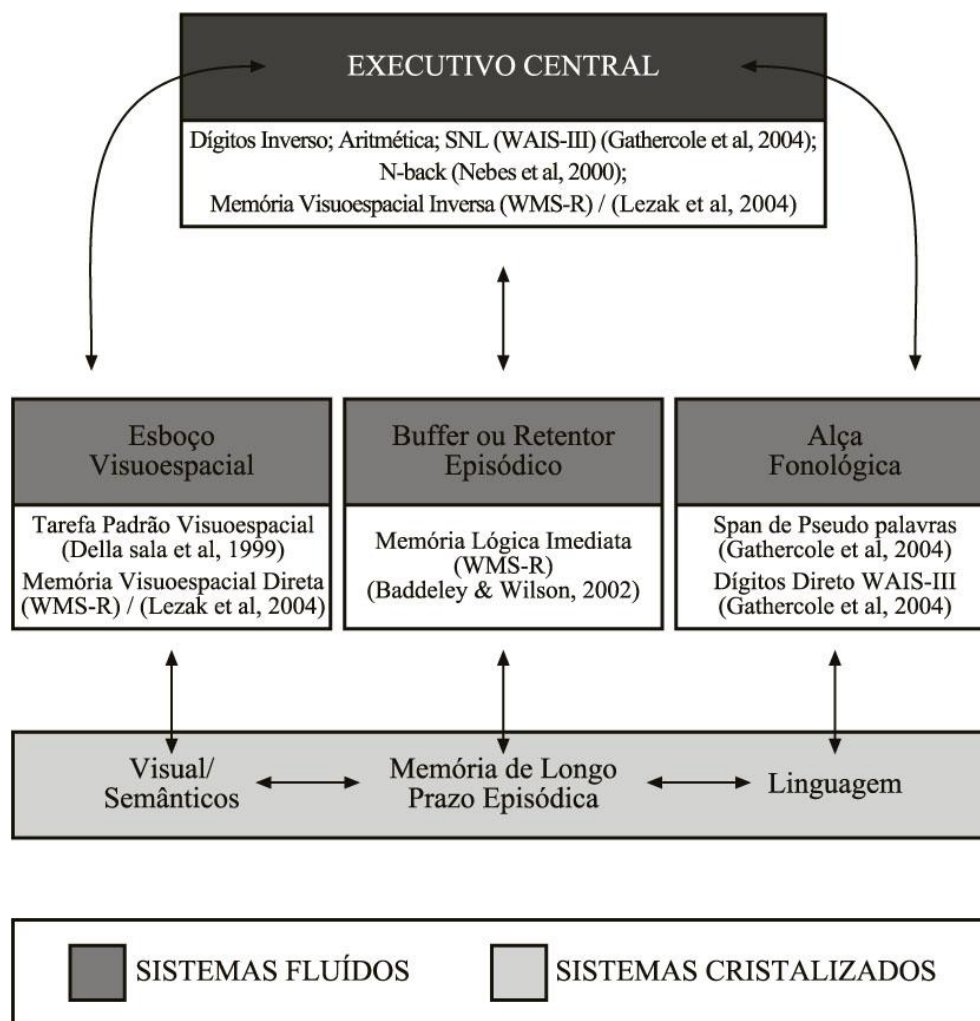 EXECUTIVO CENTRAL
Dígitos Inverso; Aritmética; SNL (WAIS-III) (Gathercole et al, 2004);
N-back (Nebes et al, 2000);
Memória Visuoespacial Inversa (WMS-R) / (Lezak et al, 2004)
Esboço
Visuoespacial
Tarefa Padrão Visuoespacial
(Della sala et al, 1999)
Memória Visuoespacial Direta
(WMS-R) / (Lezak et al, 2004)
Buffer ou Retentor
Episódico
Memória Lógica Imediata
(WMS-R)
(Baddeley & Wilson, 2002)
Alça
Fonológica
Span de Pseudo palavras
(Gathercole et al, 2004)
Dígitos Direto WAIS-III
(Gathercole et al, 2004)
Visual/
Semânticos
Memória de Longo
Prazo Episódica
Linguagem
SISTEMAS FLUÍDOS
SISTEMAS CRISTALIZADOS